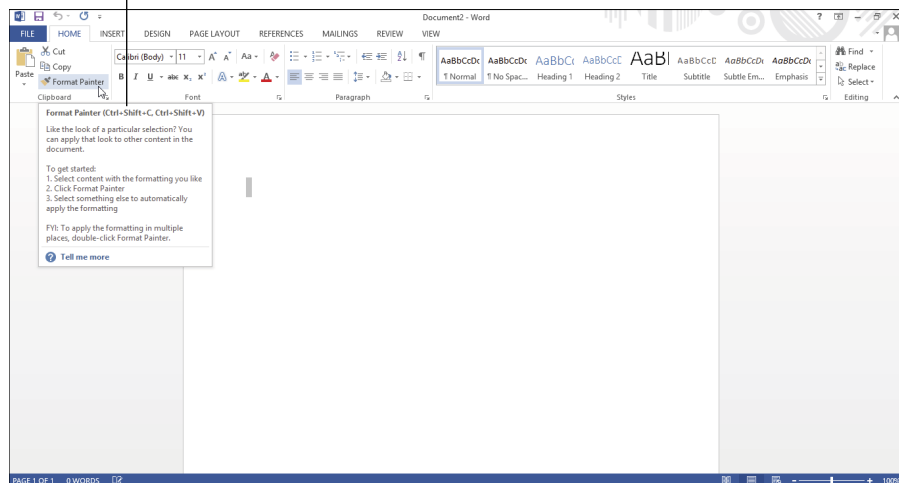 Document2 - Word
FILE HOME INSERT DESIGN PAGE LAYOUT REFERENCES MAILINGS REVIEW VIEW
Cut
Copy
Format Painter
Paste
Calibri (Body) 11 Aa
B I U abc x₂ x² A A
AaBbCcDc AaBbCcDc AaBbCc AaBbCcE AaBl AaBbCcE AaBbCcDc AaBbCcDc
¶ Normal ¶ No Spac... Heading 1 Heading 2 Title Subtitle Subtle Em... Emphasis
Find
Replace
Select
Clipboard Font Paragraph Styles Editing
Format Painter (Ctrl+Shift+C, Ctrl+Shift+V)
Like the look of a particular selection? You
can apply that look to other content in the
document.
To get started:
1. Select content with the formatting you like
2. Click Format Painter
3. Select something else to automatically
apply the formatting
FYI: To apply the formatting in multiple
places, double-click Format Painter.
Tell me more
PAGE 1 OF 1 0 WORDS 100%